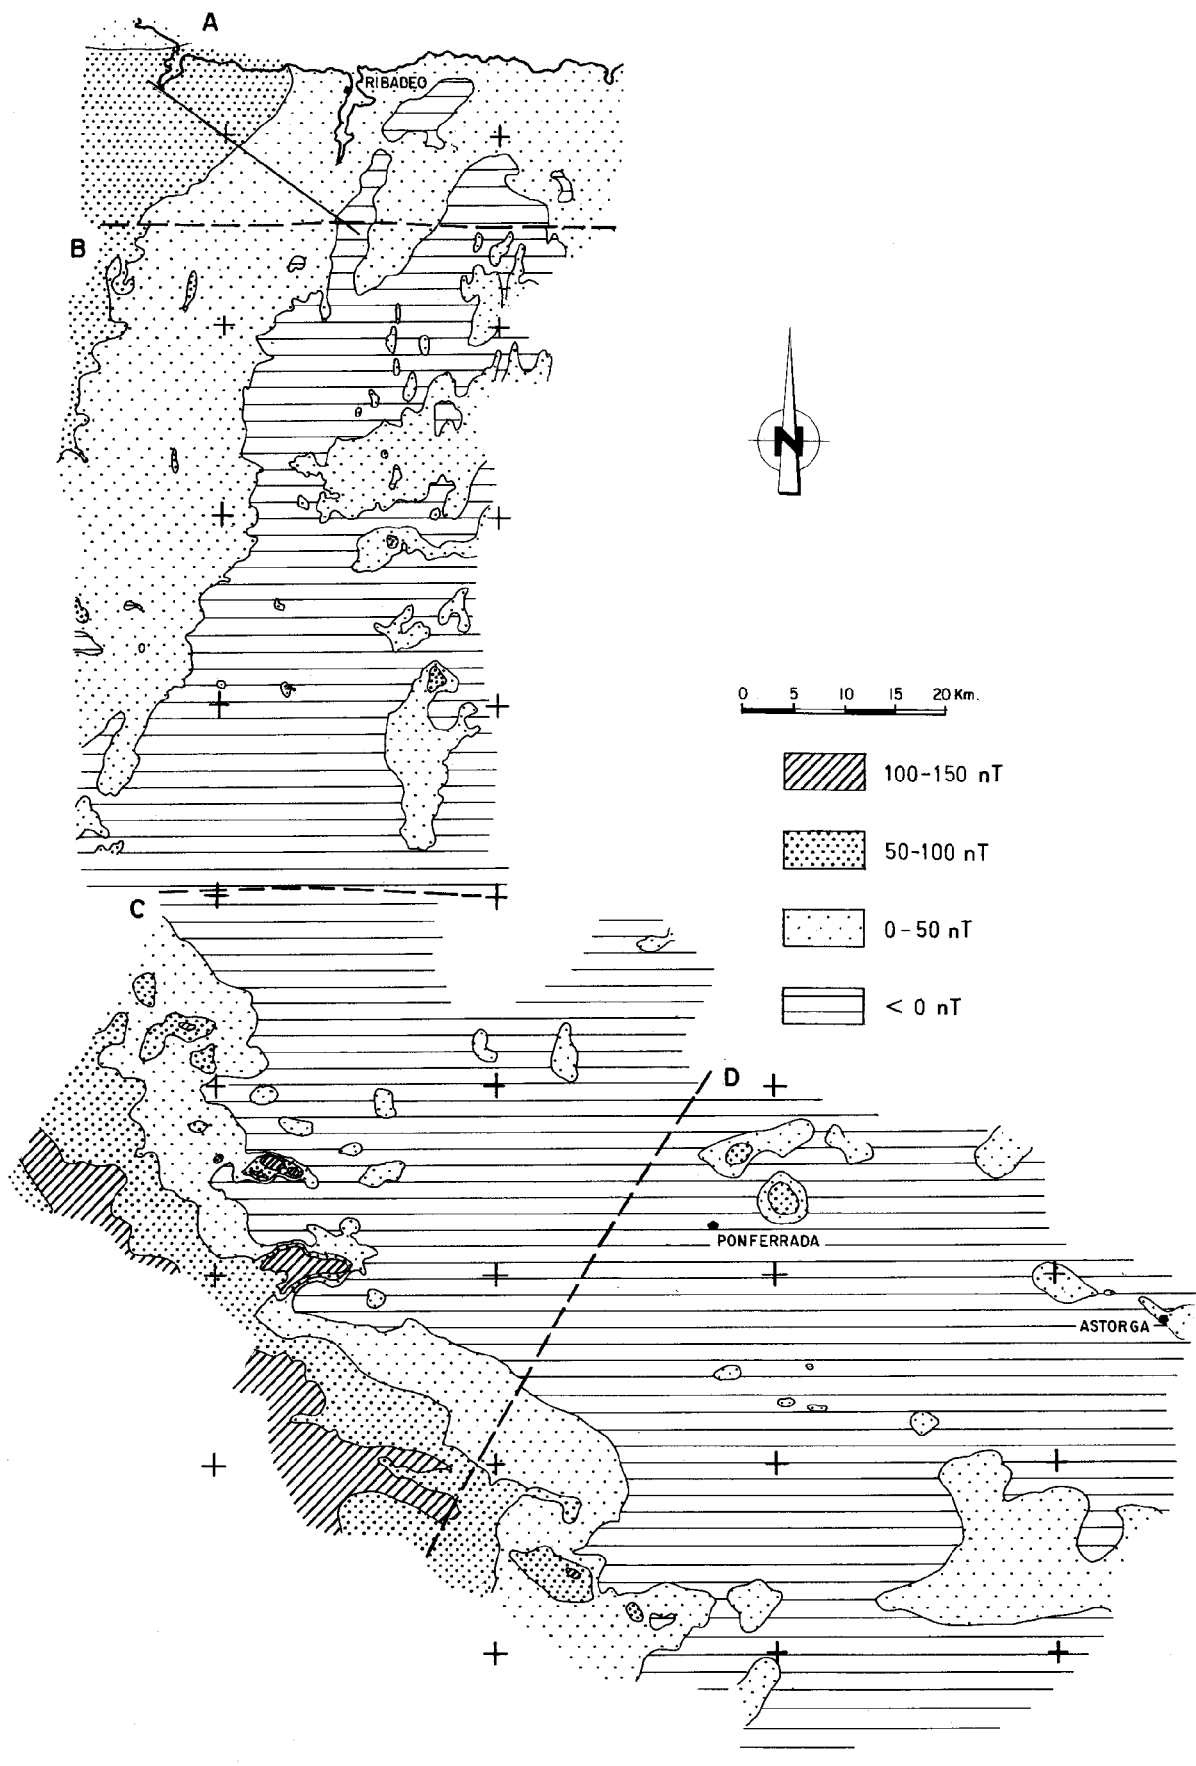 A
RIBADEO
B
N
0 5 10 15 20 Km.
100-150 nT
50-100 nT
0-50 nT
C
< 0 nT
D
PONFERRADA
ASTORGA